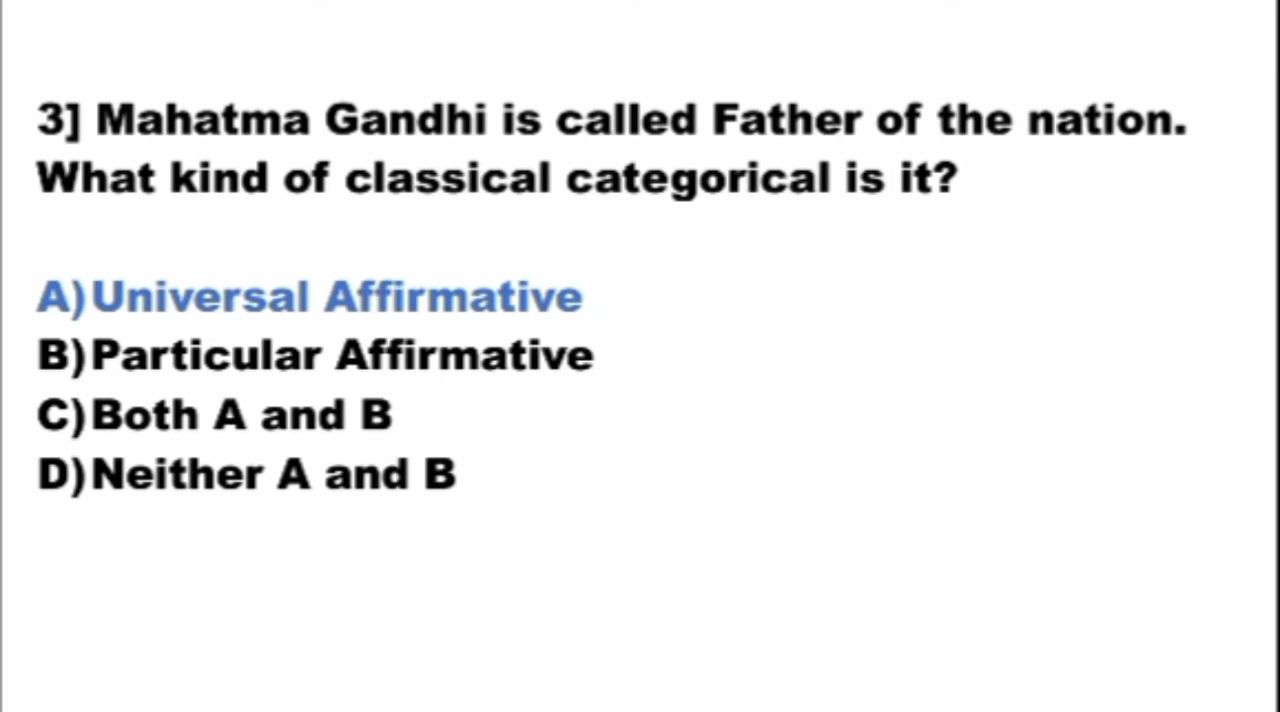 3] Mahatma Gandhi is called Father of the nation.
What kind of classical categorical is it?
A) Universal Affirmative
B) Particular Affirmative
C) Both A and B
D) Neither A and B